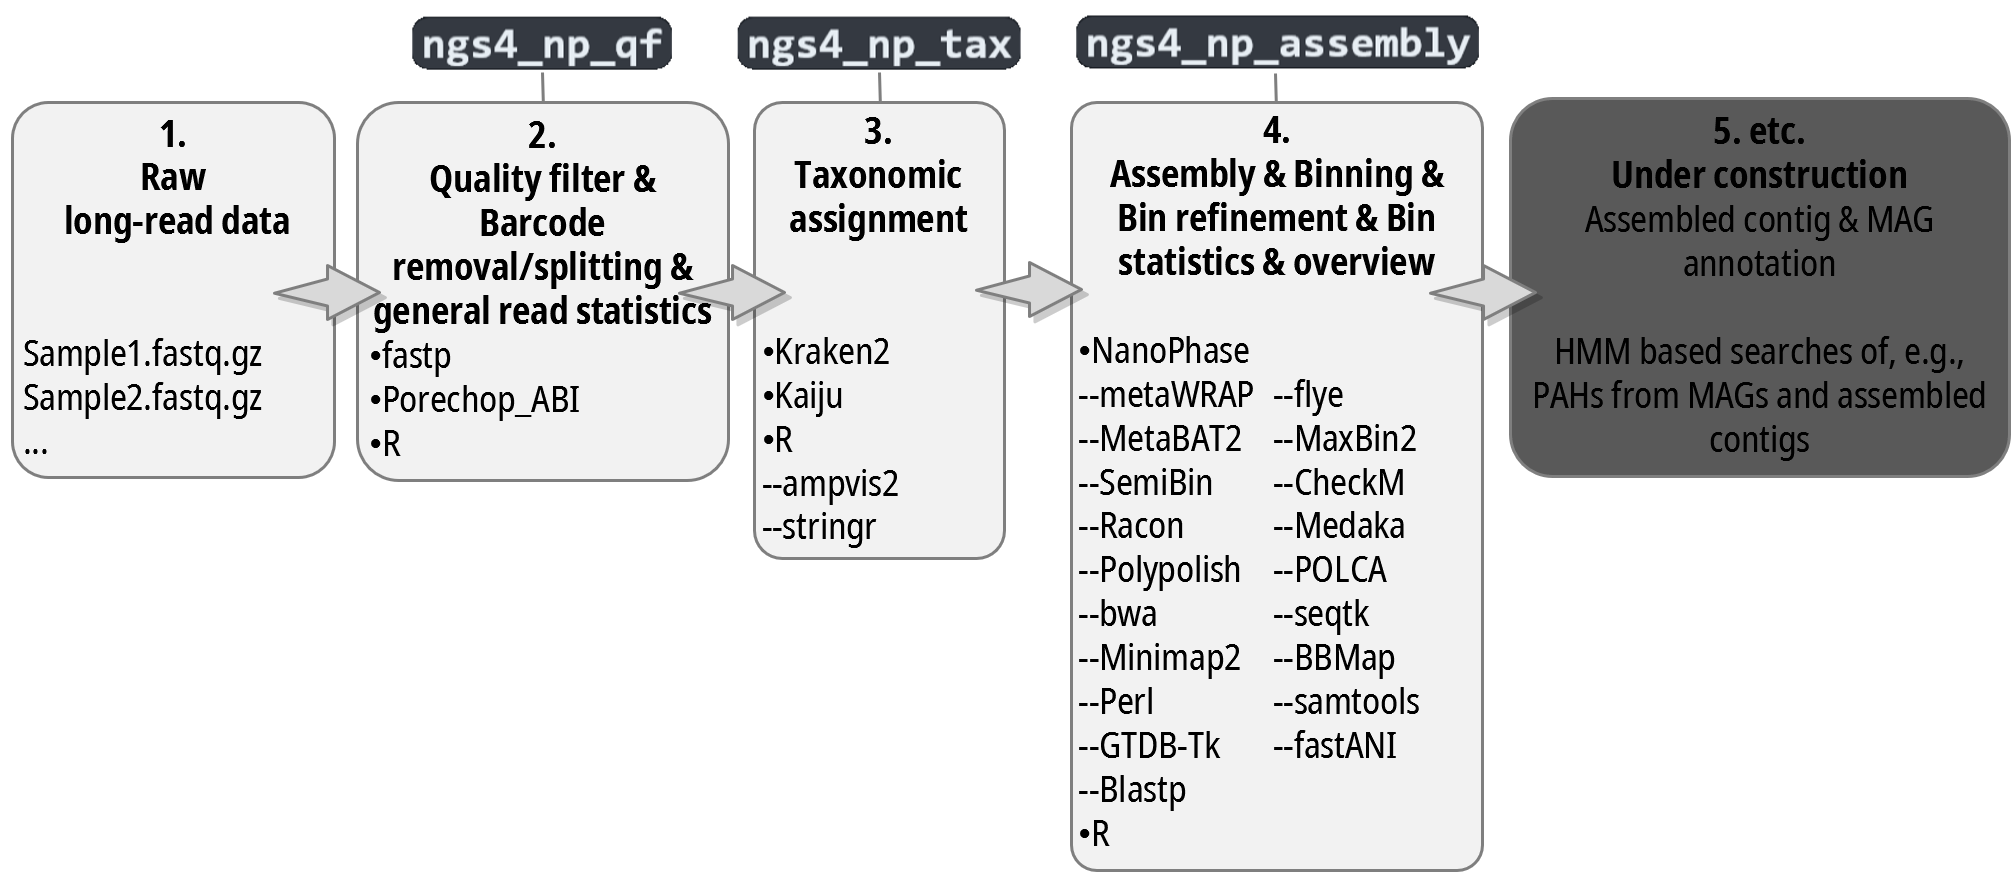 ngs4_np_qf
ngs4_np_tax
ngs4_np_assembly
1.
Raw
long-read data
Sample1.fastq.gz
Sample2.fastq.gz
...
2.
Quality filter &
Barcode
removal/splitting &
general read statistics
•fastp
•Porechop_ABI
•R
3.
Taxonomic
assignment
•Kraken2
•Kaiju
•R
--ampvis2
--stringr
4.
Assembly & Binning &
Bin refinement & Bin
statistics & overview
•NanoPhase
--metaWRAP --flye
--MetaBAT2 --MaxBin2
--SemiBin --CheckM
--Racon --Medaka
--Polypolish --POLCA
--bwa --seqtk
--Minimap2 --BBMap
--Perl --samtools
--GTDB-Tk --fastANI
--Blastp
•R
5. etc.
Under construction
Assembled contig & MAG
annotation
HMM based searches of, e.g.,
PAHs from MAGs and assembled
contigs